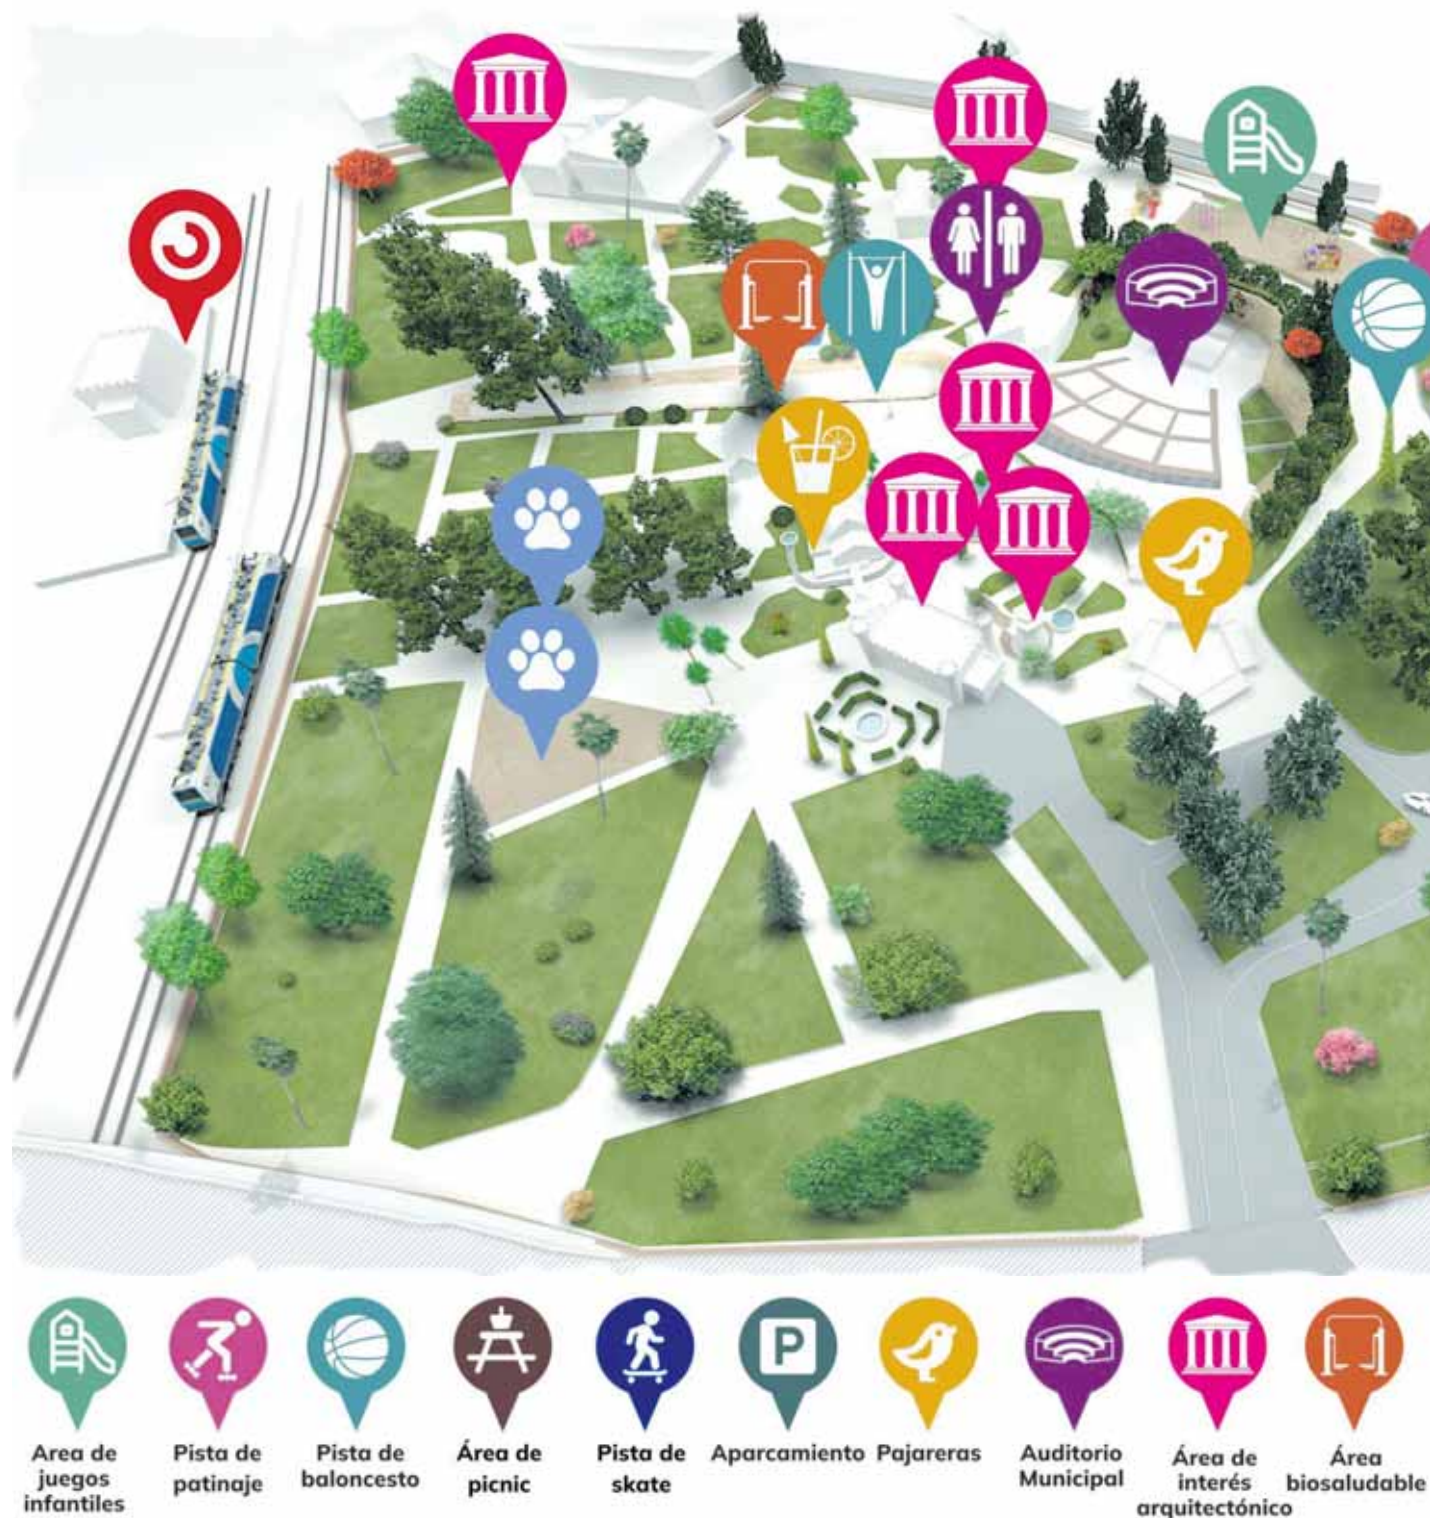 P
Area de
juegos
infantiles
Pista de
patinaje
Pista de
baloncesto
Área de
picnic
Pista de
skate
Aparcamiento
Pajareras
Auditorio
Municipal
Área de
interés
arquitectónico
Área
biosaludable